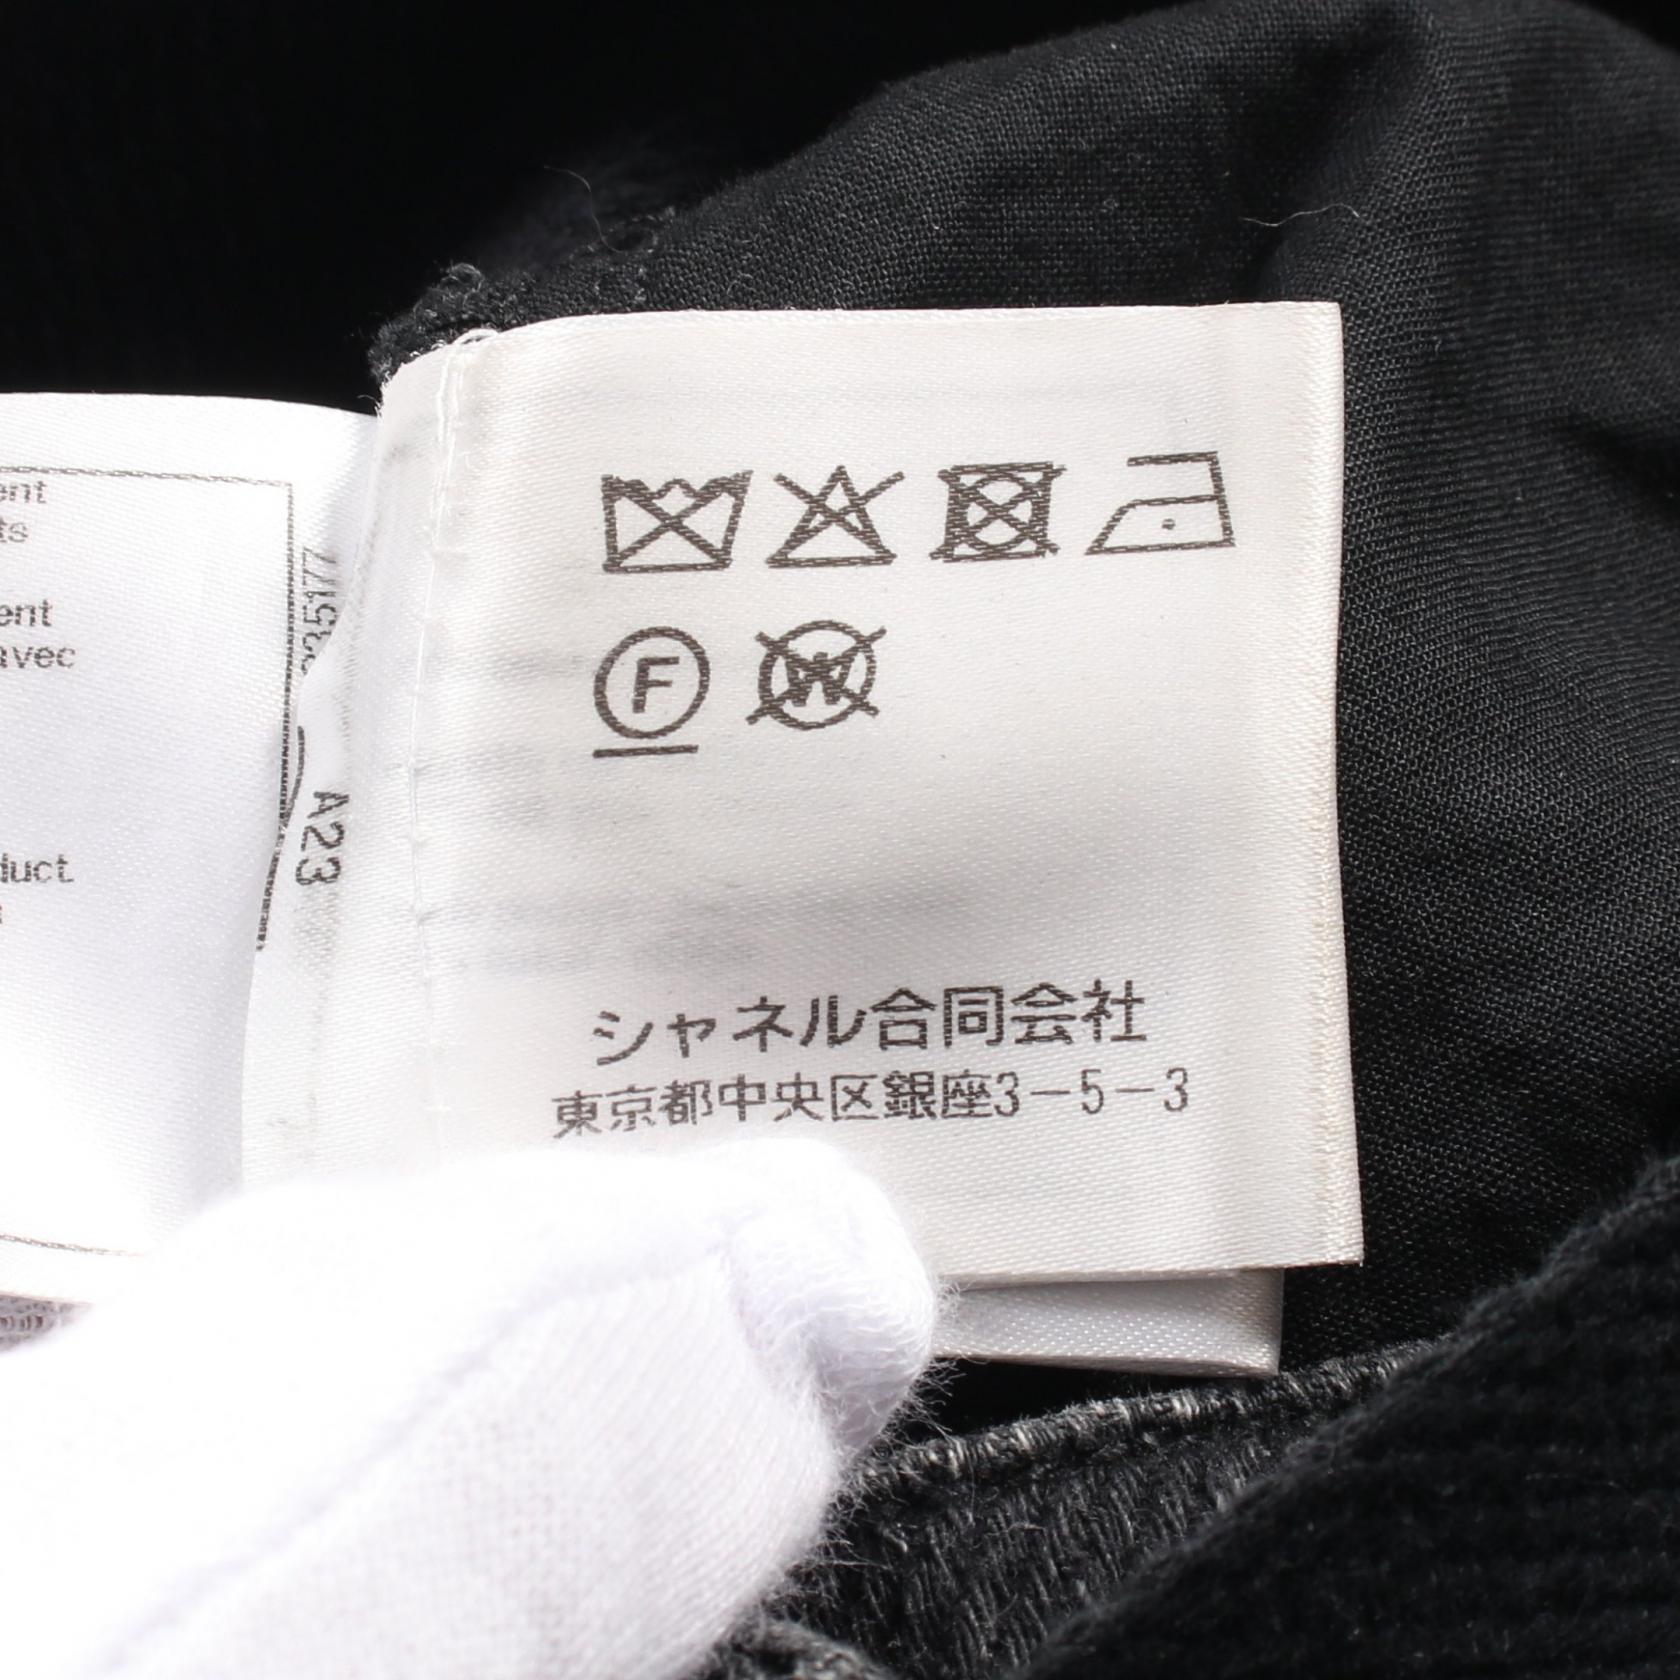 ent
ts
ent
avec
duct
A23
F
W
シャネル合同会社
東京都中央区銀座3-5-3